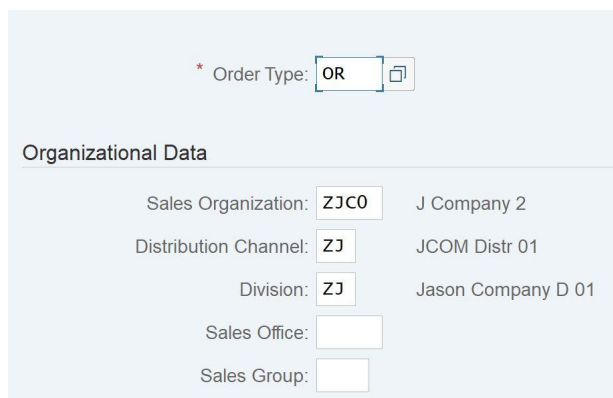 * Order Type: OR
Organizational Data
Sales Organization: ZJCO J Company 2
Distribution Channel: ZJ JCOM Distr 01
Division: ZJ Jason Company D 01
Sales Office:
Sales Group: